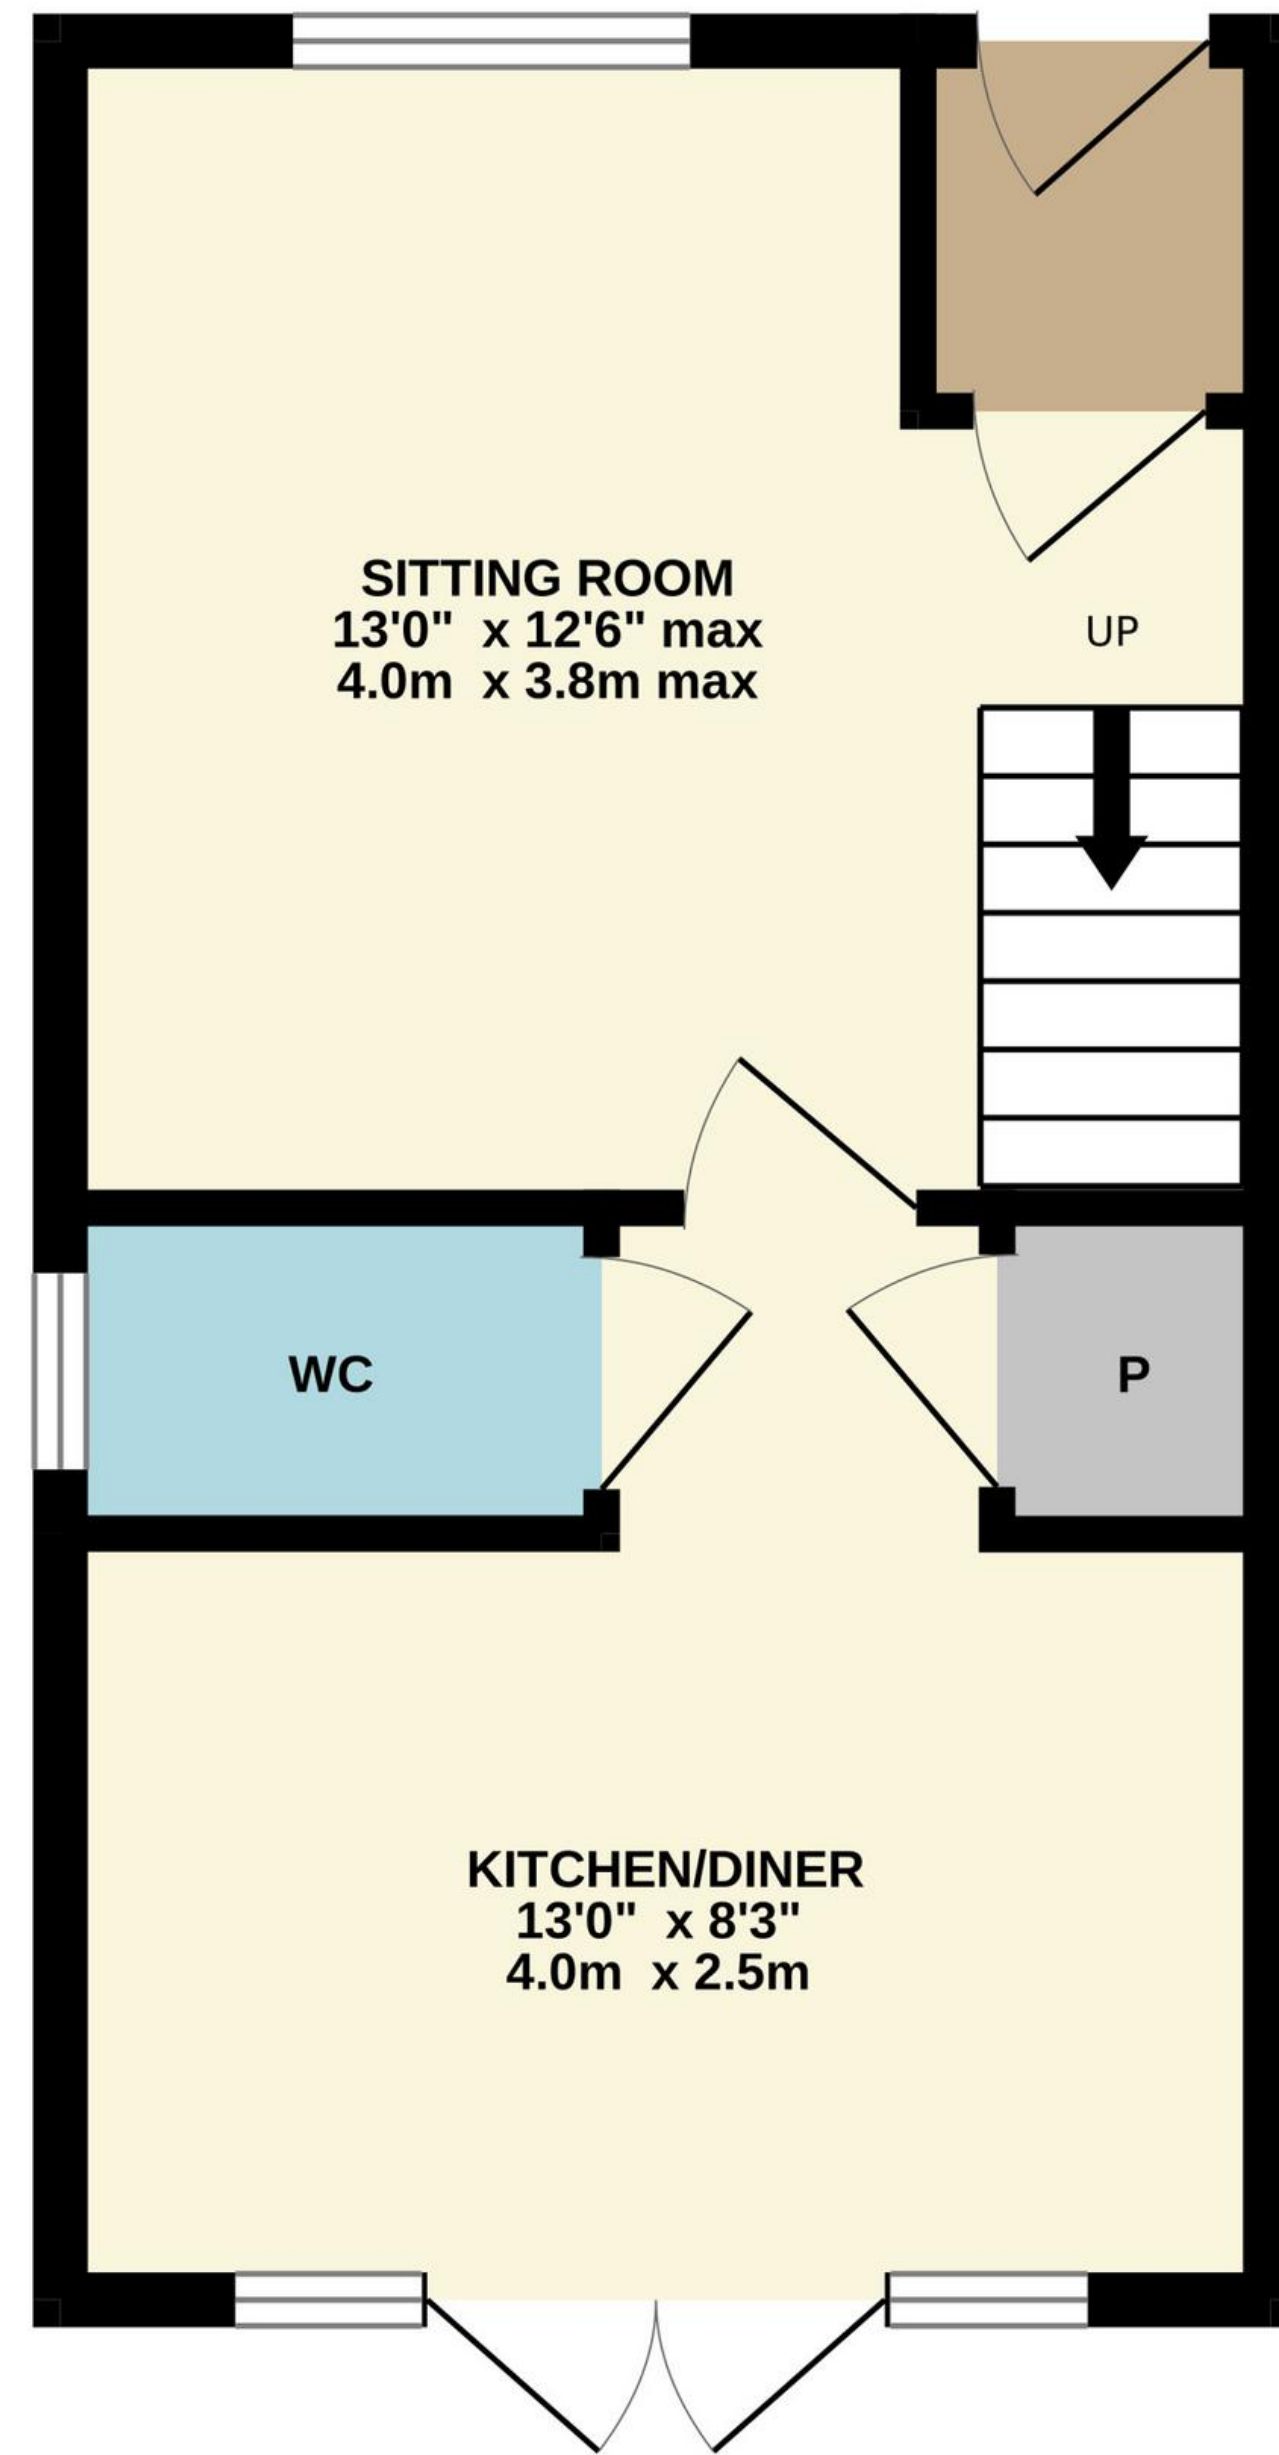 SITTING ROOM
13'0" x 12'6" max
4.0m x 3.8m max
UP
WC
P
KITCHEN/DINER
13'0" x 8'3"
4.0m x 2.5m